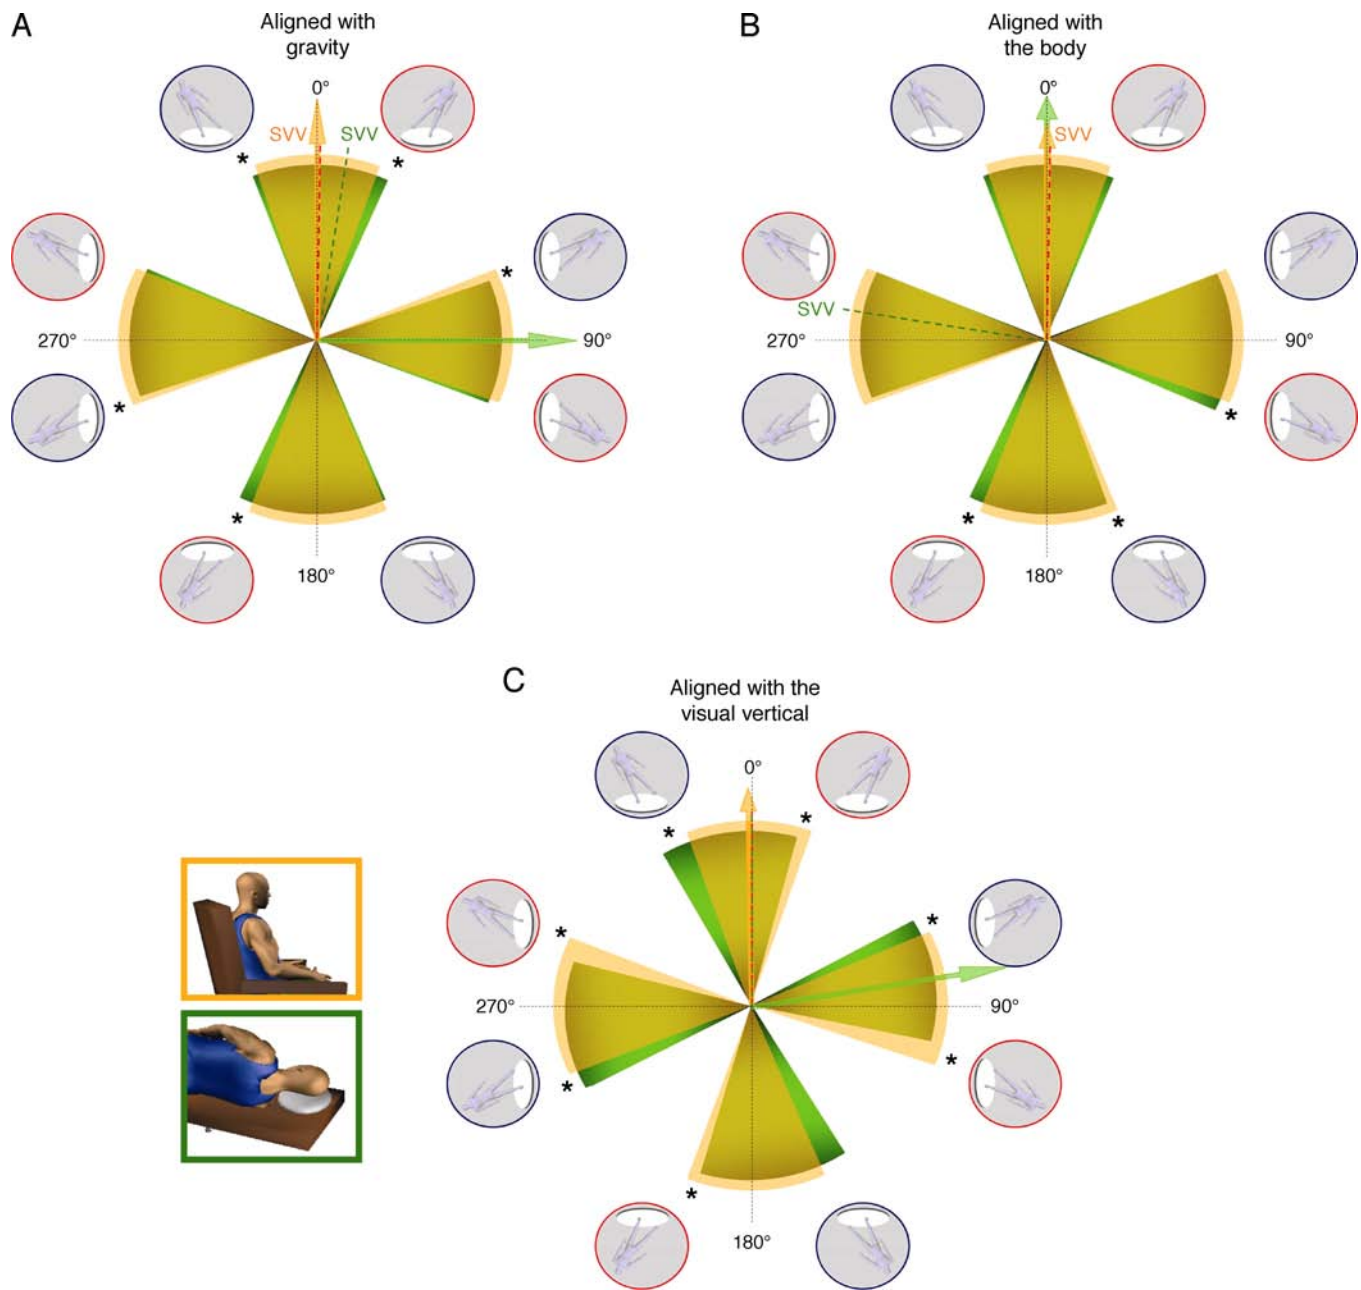 A
Aligned with
gravity
0°
SVV
SVV
*
*
*
270°
90°
*
*
180°
B
Aligned with
the body
0°
SVV
SVV
270°
90°
*
*
*
180°
C
Aligned with the
visual vertical
0°
*
*
*
*
270°
90°
*
*
*
180°